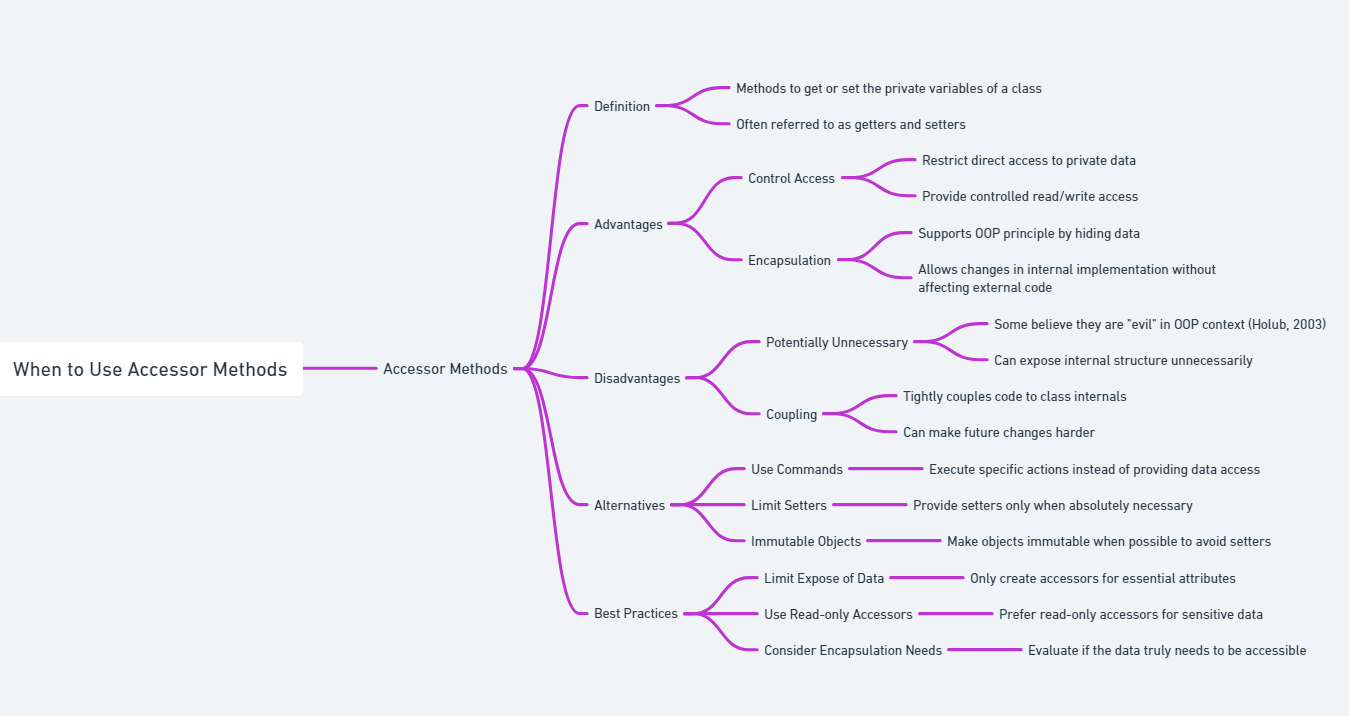 When to Use Accessor Methods
Accessor Methods
Definition
Methods to get or set the private variables of a class
Often referred to as getters and setters
Advantages
Control Access
Restrict direct access to private data
Provide controlled read/write access
Encapsulation
Supports OOP principle by hiding data
Allows changes in internal implementation without
affecting external code
Disadvantages
Potentially Unnecessary
Some believe they are "evil" in OOP context (Holub, 2003)
Can expose internal structure unnecessarily
Coupling
Tightly couples code to class internals
Can make future changes harder
Alternatives
Use Commands
Execute specific actions instead of providing data access
Limit Setters
Provide setters only when absolutely necessary
Immutable Objects
Make objects immutable when possible to avoid setters
Best Practices
Limit Expose of Data
Only create accessors for essential attributes
Use Read-only Accessors
Prefer read-only accessors for sensitive data
Consider Encapsulation Needs
Evaluate if the data truly needs to be accessible